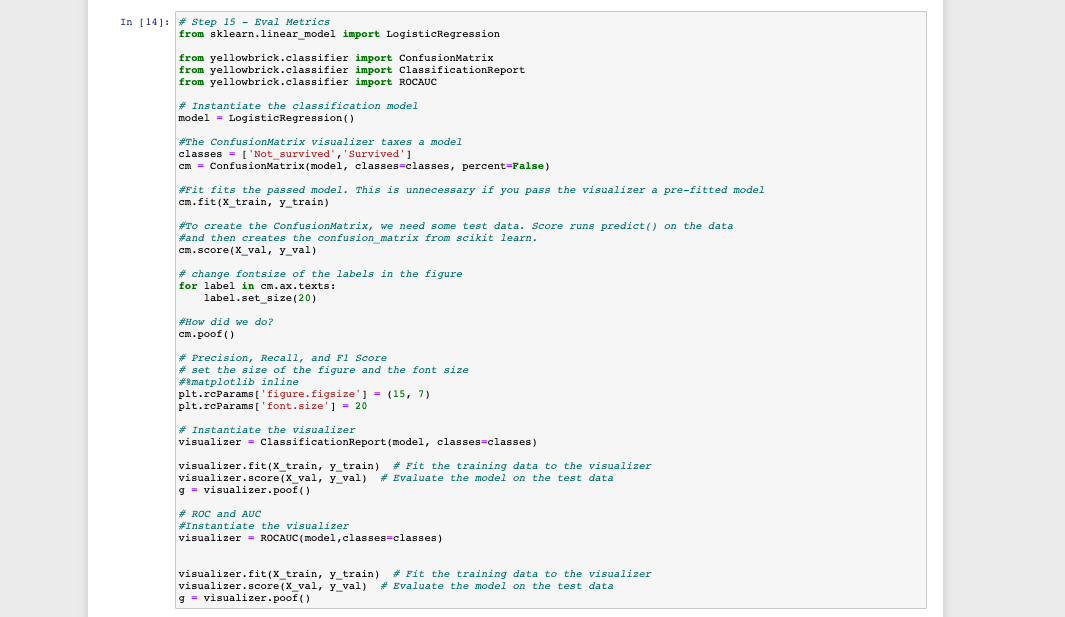 In [14]: # Step 15 - Eval Metrics
from sklearn.linear_model import LogisticRegression
from yellowbrick.classifier import ConfusionMatrix
from yellowbrick.classifier import ClassificationReport
from yellowbrick.classifier import ROCAUC
# Instantiate the classification model
model = LogisticRegression()
#The ConfusionMatrix visualizer taxes a model
classes = ['Not_survived','Survived']
cm = ConfusionMatrix(model, classes=classes, percent=False)
#Fit fits the passed model. This is unnecessary if you pass the visualizer a pre-fitted model
cm.fit(X_train, y_train)
#To create the ConfusionMatrix, we need some test data. Score runs predict() on the data
#and then creates the confusion_matrix from scikit learn.
cm.score(X_val, y_val)
# change fontsize of the labels in the figure
for label in cm.ax.texts:
    label.set_size(20)
#How did we do?
cm.poof()
# Precision, Recall, and F1 Score
# set the size of the figure and the font size
#%matplotlib inline
plt.rcParams['figure.figsize'] = (15, 7)
plt.rcParams['font.size'] = 20
# Instantiate the visualizer
visualizer = ClassificationReport(model, classes=classes)
visualizer.fit(X_train, y_train)  # Fit the training data to the visualizer
visualizer.score(X_val, y_val)  # Evaluate the model on the test data
g = visualizer.poof()
# ROC and AUC
#Instantiate the visualizer
visualizer = ROCAUC(model,classes=classes)
visualizer.fit(X_train, y_train)  # Fit the training data to the visualizer
visualizer.score(X_val, y_val)  # Evaluate the model on the test data
g = visualizer.poof()